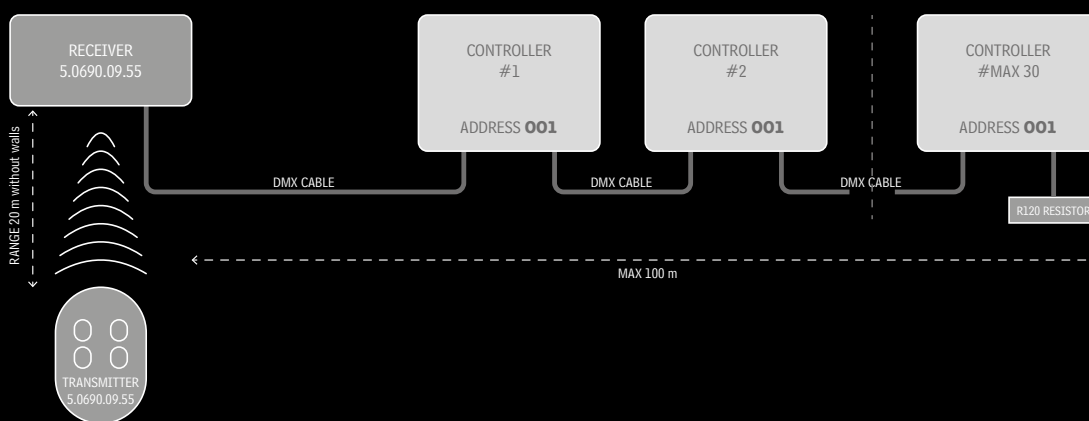 RECEIVER
5.0690.09.55
CONTROLLER
#1
ADDRESS 001
CONTROLLER
#2
ADDRESS 001
CONTROLLER
#MAX 30
ADDRESS 001
RANGE 20 m without walls
DMX CABLE
DMX CABLE
DMX CABLE
R120 RESISTOR
MAX 100 m
TRANSMITTER
5.0690.09.55